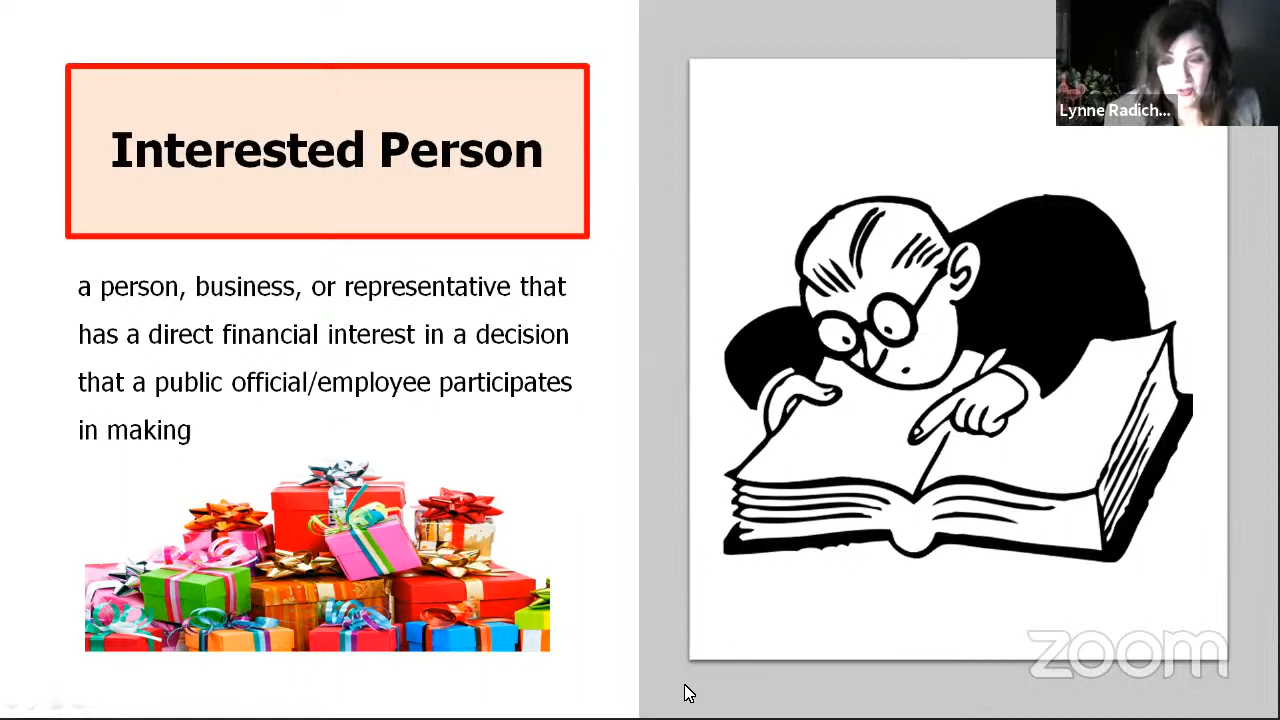 Interested Person
a person, business, or representative that
has a direct financial interest in a decision
that a public official/employee participates
in making
Lynne Radich...
zoom